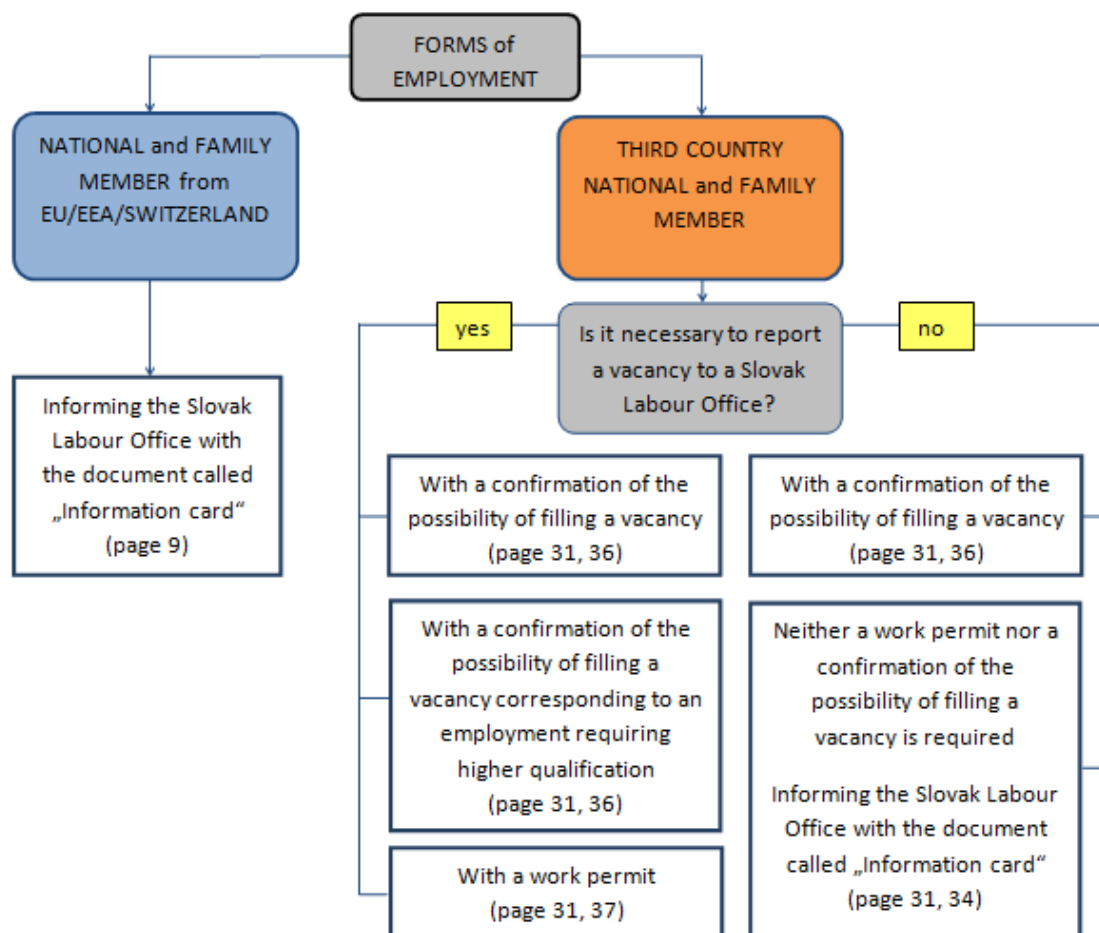 FORMS of
EMPLOYMENT
NATIONAL and FAMILY
MEMBER from
EU/EEA/SWITZERLAND
THIRD COUNTRY
NATIONAL and FAMILY
MEMBER
yes
Is it necessary to report
a vacancy to a Slovak
Labour Office?
no
Informing the Slovak
Labour Office with
the document called
„Information card“
(page 9)
With a confirmation of the
possibility of filling a vacancy
(page 31, 36)
With a confirmation of the
possibility of filling a vacancy
(page 31, 36)
With a confirmation of the
possibility of filling a
vacancy corresponding to an
employment requiring
higher qualification
(page 31, 36)
Neither a work permit nor a
confirmation of the
possibility of filling a
vacancy is required
Informing the Slovak Labour
Office with the document
called „Information card“
(page 31, 34)
With a work permit
(page 31, 37)